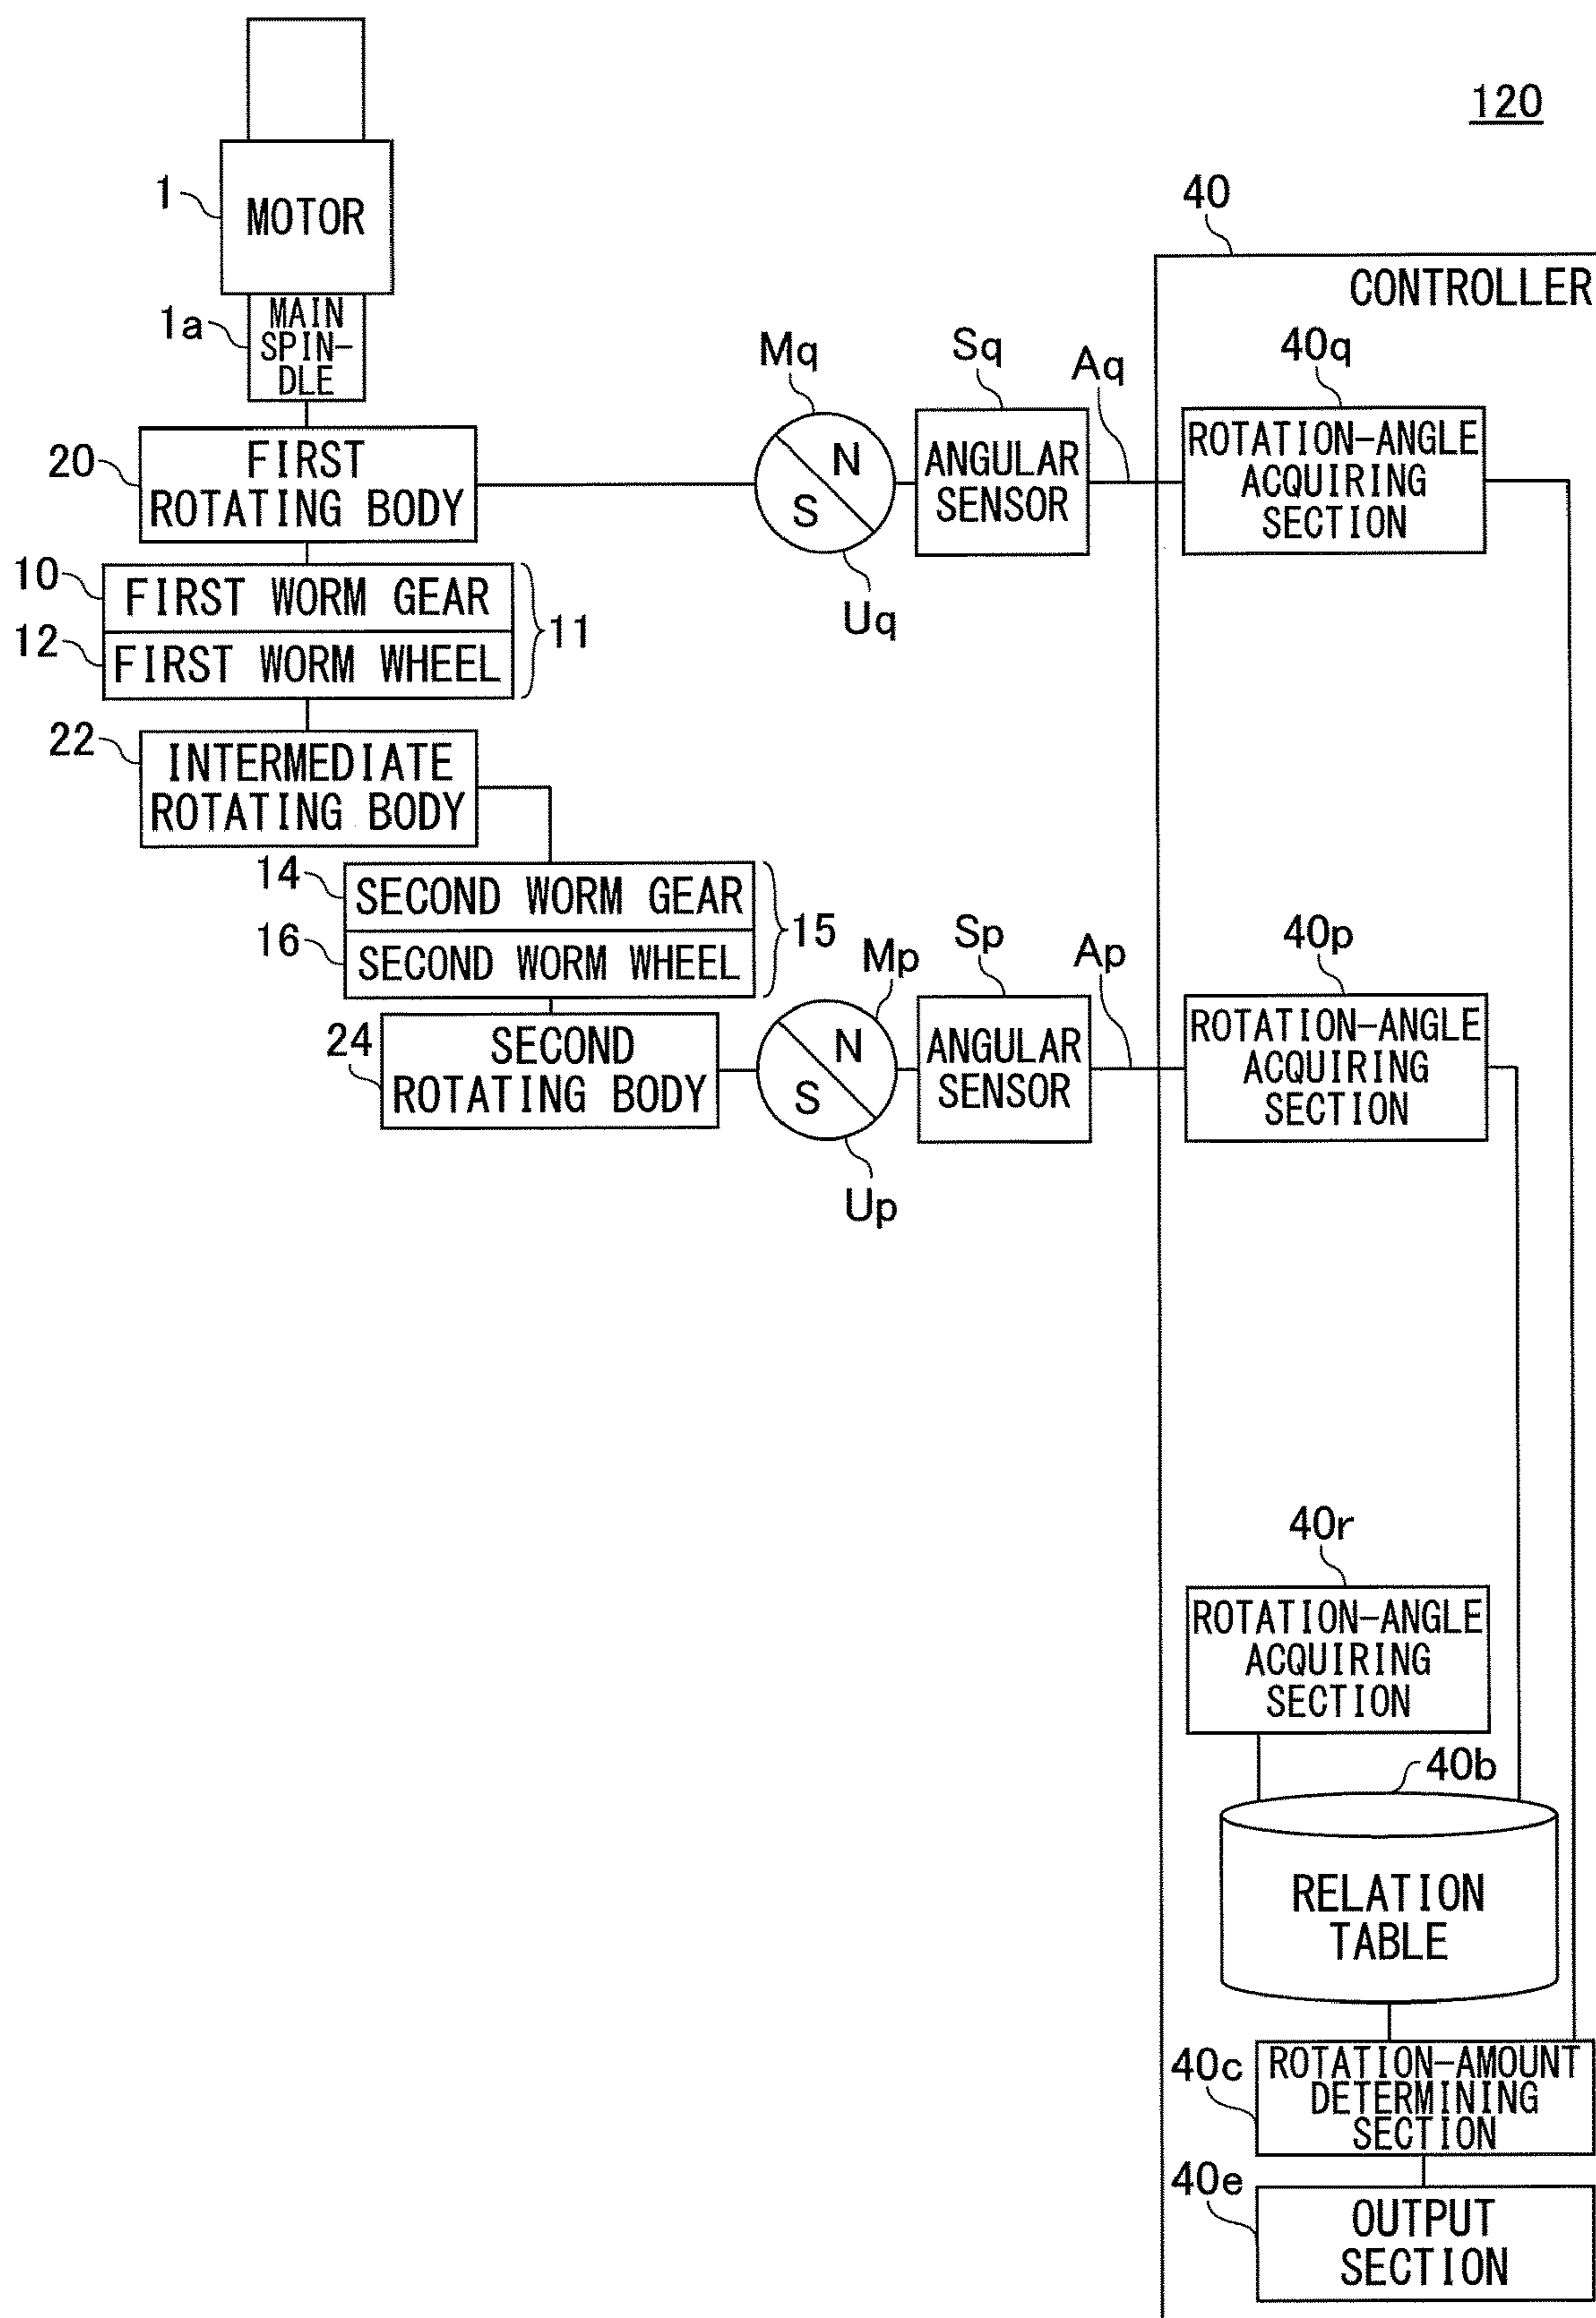 120
1
MOTOR
40
CONTROLLER
1a
MAIN
SPIN-
DLE
Mq
Sq
Aq
40q
20
FIRST
ROTATING BODY
N
S
ANGULAR
SENSOR
ROTATION-ANGLE
ACQUIRING
SECTION
Uq
10
FIRST WORM GEAR
12
FIRST WORM WHEEL
11
22
INTERMEDIATE
ROTATING BODY
14
SECOND WORM GEAR
16
SECOND WORM WHEEL
15
Mp
Sp
Ap
40p
24
SECOND
ROTATING BODY
N
S
ANGULAR
SENSOR
ROTATION-ANGLE
ACQUIRING
SECTION
Up
40r
ROTATION-ANGLE
ACQUIRING
SECTION
40b
RELATION
TABLE
40c
ROTATION-AMOUNT
DETERMINING
SECTION
40e
OUTPUT
SECTION